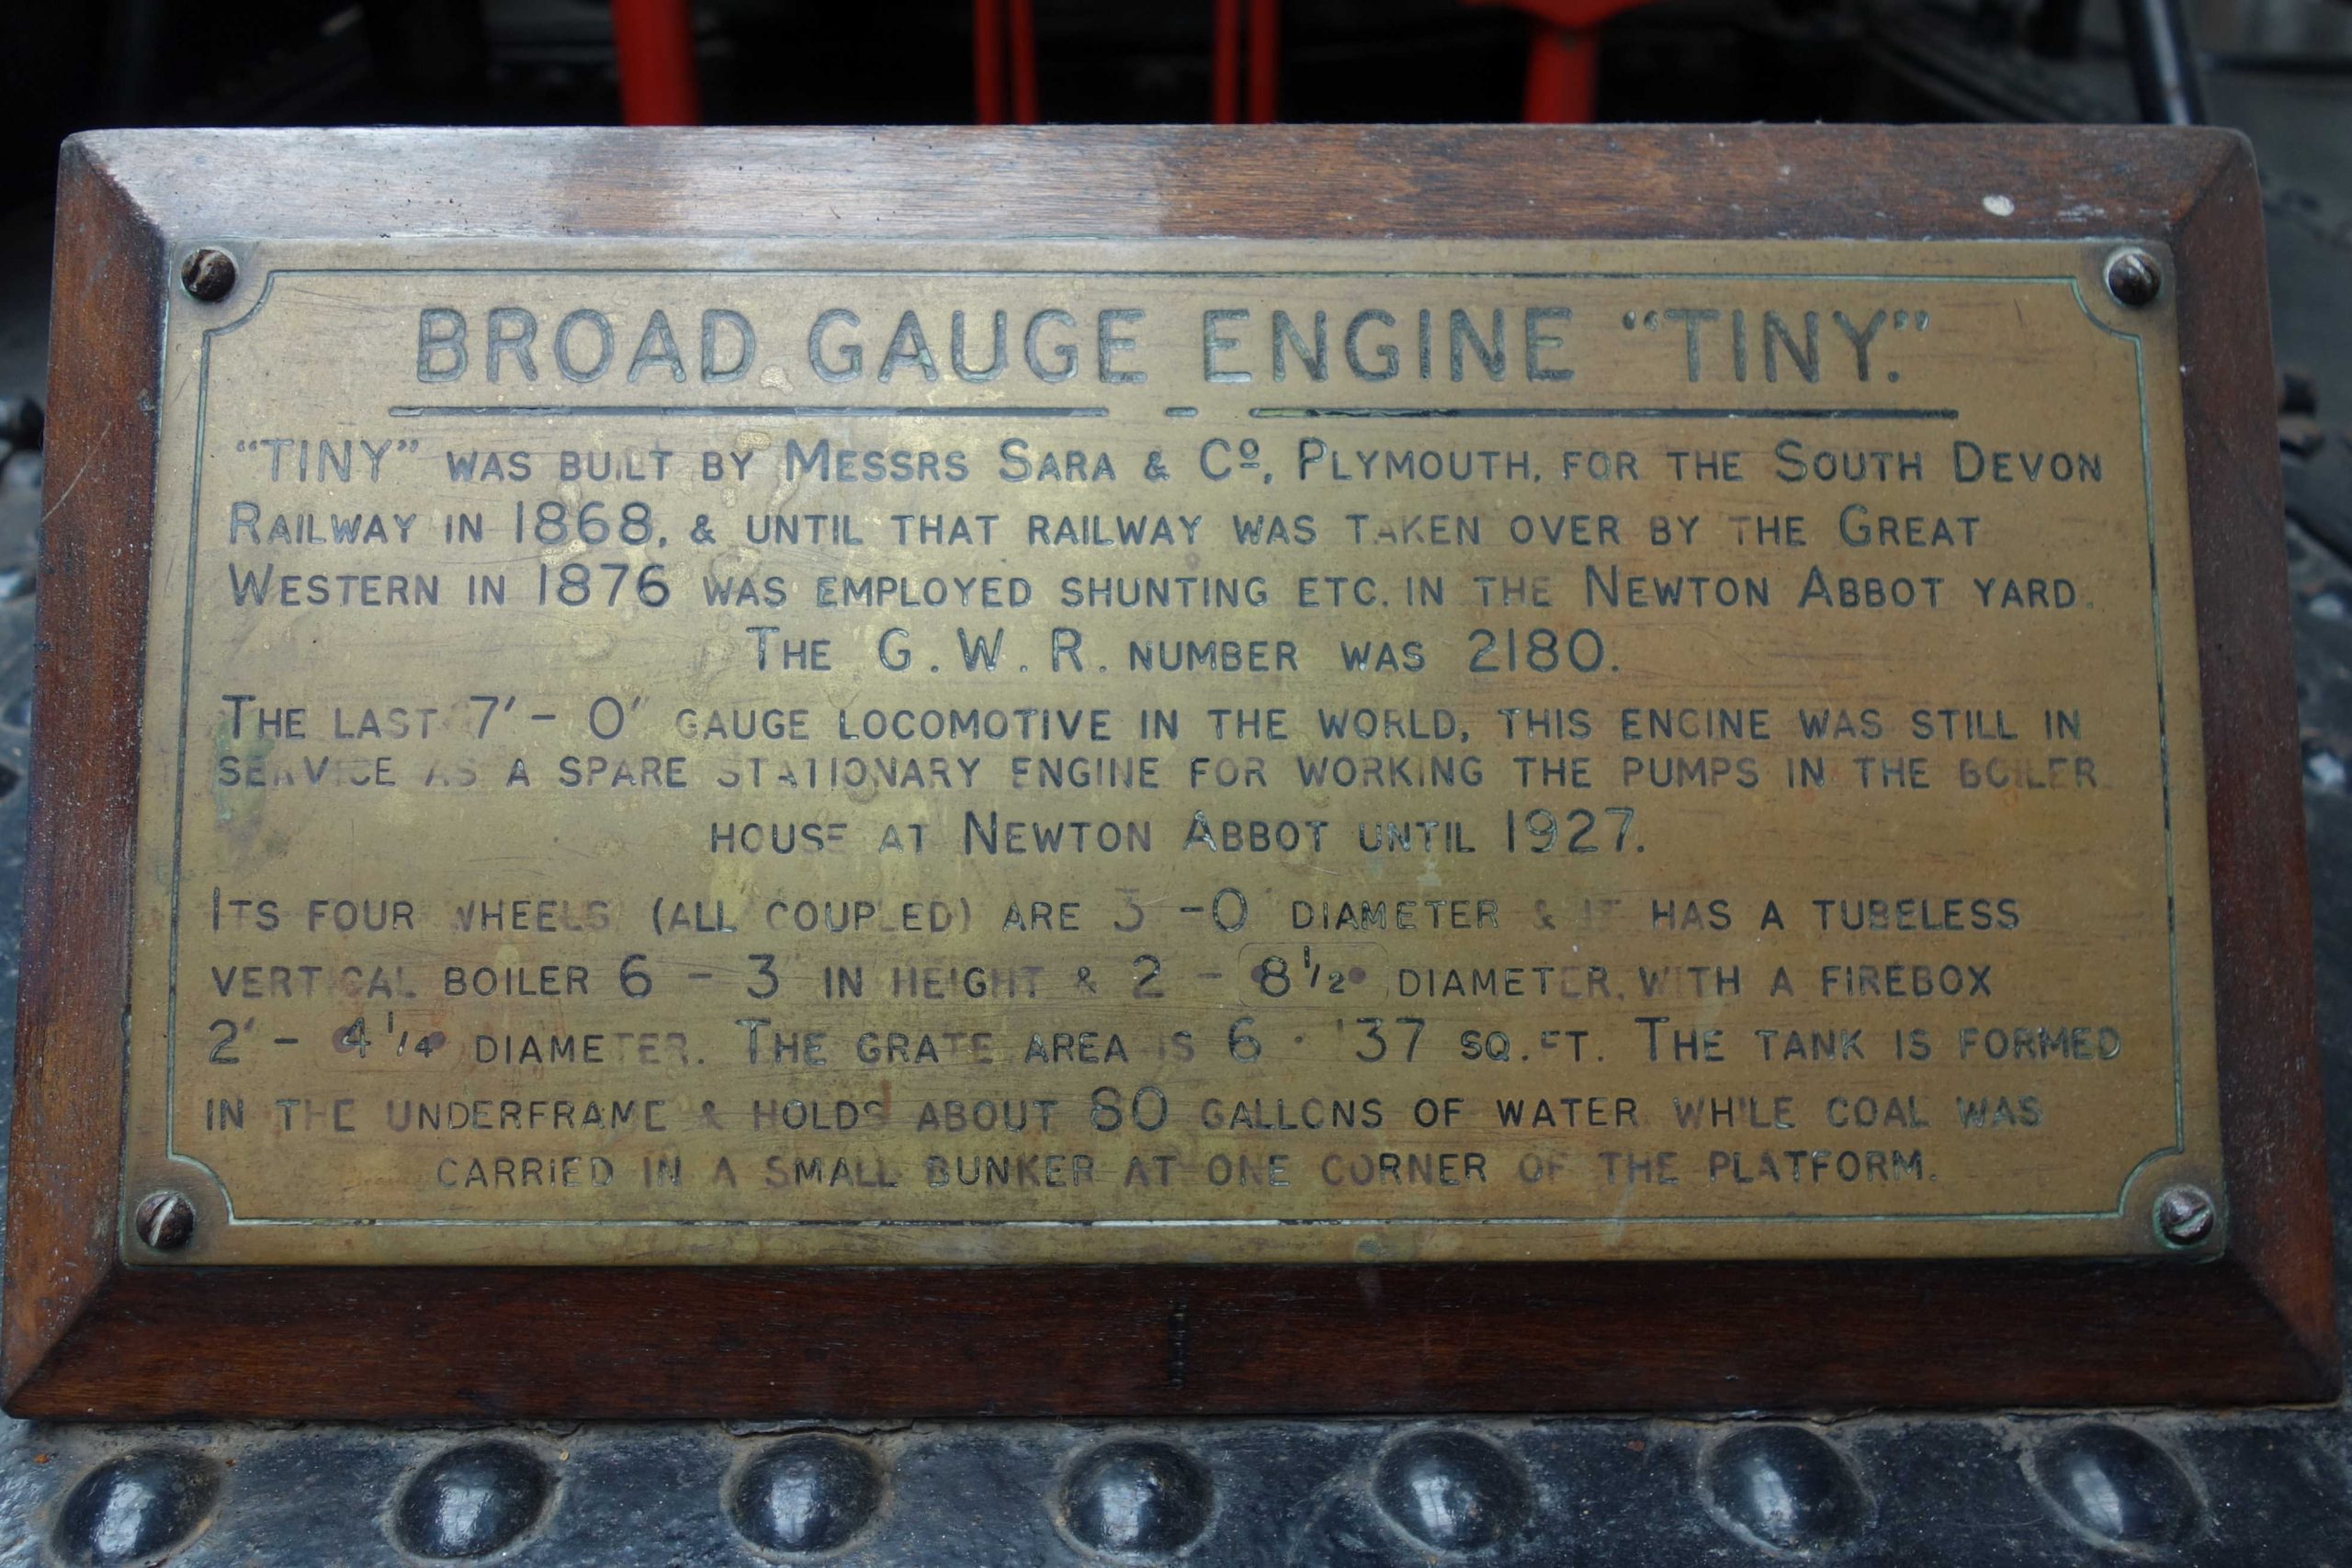 BROAD GAUGE ENGINE “TINY.”
“TINY” WAS BUILT BY MESSRS SARA & Cº, PLYMOUTH, FOR THE SOUTH DEVON
RAILWAY IN 1868, & UNTIL THAT RAILWAY WAS TAKEN OVER BY THE GREAT
WESTERN IN 1876 WAS EMPLOYED SHUNTING ETC. IN THE NEWTON ABBOT YARD.
THE G.W.R. NUMBER WAS 2180.
THE LAST 7′ – 0″ GAUGE LOCOMOTIVE IN THE WORLD, THIS ENGINE WAS STILL IN
SERVICE AS A SPARE STATIONARY ENGINE FOR WORKING THE PUMPS IN THE BOILER
HOUSE AT NEWTON ABBOT UNTIL 1927.
ITS FOUR WHEELS (ALL COUPLED) ARE 3 – 0 DIAMETER & IT HAS A TUBELESS
VERTICAL BOILER 6 – 3 IN HEIGHT & 2 – 8 1/2 DIAMETER, WITH A FIREBOX
2′ – 4 1/4 DIAMETER. THE GRATE AREA IS 6 · 37 SQ.FT. THE TANK IS FORMED
IN THE UNDERFRAME & HOLDS ABOUT 80 GALLONS OF WATER WHILE COAL WAS
CARRIED IN A SMALL BUNKER AT ONE CORNER OF THE PLATFORM.